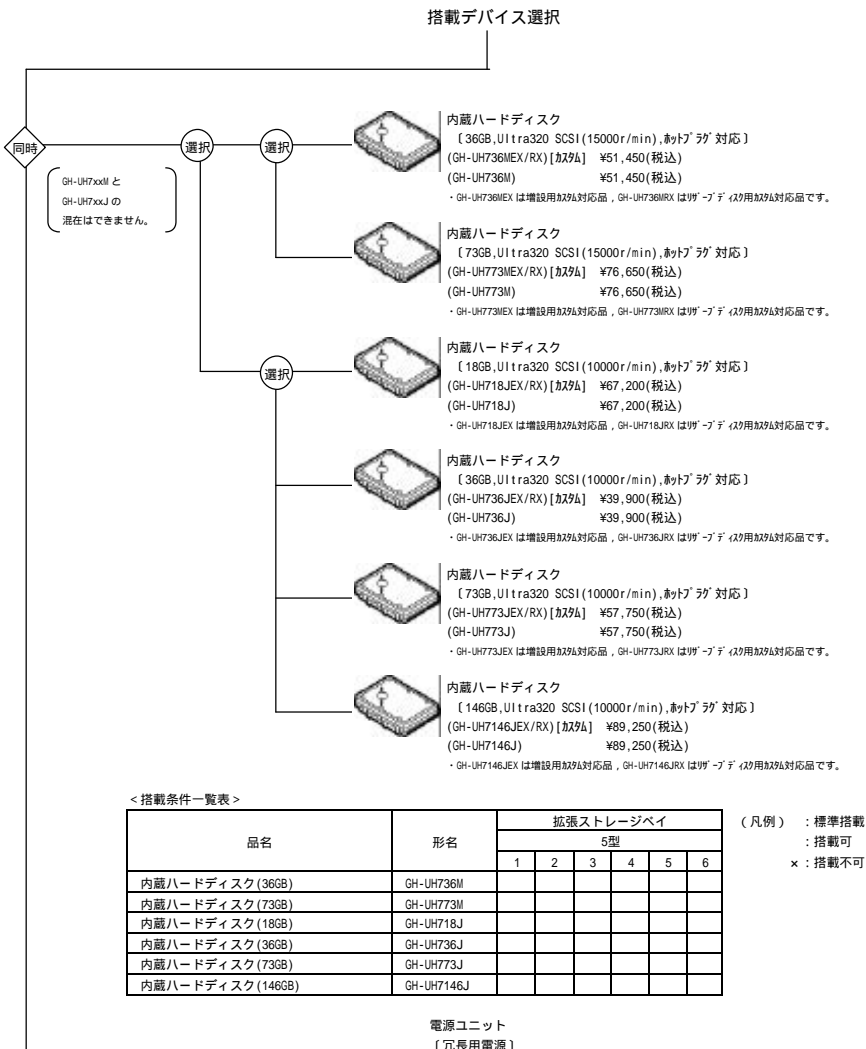 搭載デバイス選択
同時
選択
選択
GH-UH7xxM と
GH-UH7xxJ の
混在はできません。
内蔵ハードディスク
〔36GB,Ultra320 SCSI(15000r/min),ﾎｯﾄﾌﾟﾗｸﾞ対応〕
(GH-UH736MEX/RX)[ｶｽﾀﾑ] ¥51,450(税込)
(GH-UH736M) ¥51,450(税込)
・GH-UH736MEX は増設用ｶｽﾀﾑ対応品，GH-UH736MRX はﾘｻﾞｰﾌﾞﾃﾞｨｽｸ用ｶｽﾀﾑ対応品です。
内蔵ハードディスク
〔73GB,Ultra320 SCSI(15000r/min),ﾎｯﾄﾌﾟﾗｸﾞ対応〕
(GH-UH773MEX/RX)[ｶｽﾀﾑ] ¥76,650(税込)
(GH-UH773M) ¥76,650(税込)
・GH-UH773MEX は増設用ｶｽﾀﾑ対応品，GH-UH773MRX はﾘｻﾞｰﾌﾞﾃﾞｨｽｸ用ｶｽﾀﾑ対応品です。
選択
内蔵ハードディスク
〔18GB,Ultra320 SCSI(10000r/min),ﾎｯﾄﾌﾟﾗｸﾞ対応〕
(GH-UH718JEX/RX)[ｶｽﾀﾑ] ¥67,200(税込)
(GH-UH718J) ¥67,200(税込)
・GH-UH718JEX は増設用ｶｽﾀﾑ対応品，GH-UH718JRX はﾘｻﾞｰﾌﾞﾃﾞｨｽｸ用ｶｽﾀﾑ対応品です。
内蔵ハードディスク
〔36GB,Ultra320 SCSI(10000r/min),ﾎｯﾄﾌﾟﾗｸﾞ対応〕
(GH-UH736JEX/RX)[ｶｽﾀﾑ] ¥39,900(税込)
(GH-UH736J) ¥39,900(税込)
・GH-UH736JEX は増設用ｶｽﾀﾑ対応品，GH-UH736JRX はﾘｻﾞｰﾌﾞﾃﾞｨｽｸ用ｶｽﾀﾑ対応品です。
内蔵ハードディスク
〔73GB,Ultra320 SCSI(10000r/min),ﾎｯﾄﾌﾟﾗｸﾞ対応〕
(GH-UH773JEX/RX)[ｶｽﾀﾑ] ¥57,750(税込)
(GH-UH773J) ¥57,750(税込)
・GH-UH773JEX は増設用ｶｽﾀﾑ対応品，GH-UH773JRX はﾘｻﾞｰﾌﾞﾃﾞｨｽｸ用ｶｽﾀﾑ対応品です。
内蔵ハードディスク
〔146GB,Ultra320 SCSI(10000r/min),ﾎｯﾄﾌﾟﾗｸﾞ対応〕
(GH-UH7146JEX/RX)[ｶｽﾀﾑ] ¥89,250(税込)
(GH-UH7146J) ¥89,250(税込)
・GH-UH7146JEX は増設用ｶｽﾀﾑ対応品，GH-UH7146JRX はﾘｻﾞｰﾌﾞﾃﾞｨｽｸ用ｶｽﾀﾑ対応品です。
<搭載条件一覧表>
品名 形名 拡張ストレージベイ
5型
1 2 3 4 5 6
内蔵ハードディスク(36GB) GH-UH736M
内蔵ハードディスク(73GB) GH-UH773M
内蔵ハードディスク(18GB) GH-UH718J
内蔵ハードディスク(36GB) GH-UH736J
内蔵ハードディスク(73GB) GH-UH773J
内蔵ハードディスク(146GB) GH-UH7146J
(凡例) ：標準搭載
：搭載可
×：搭載不可
電源ユニット
〔冗長用電源〕